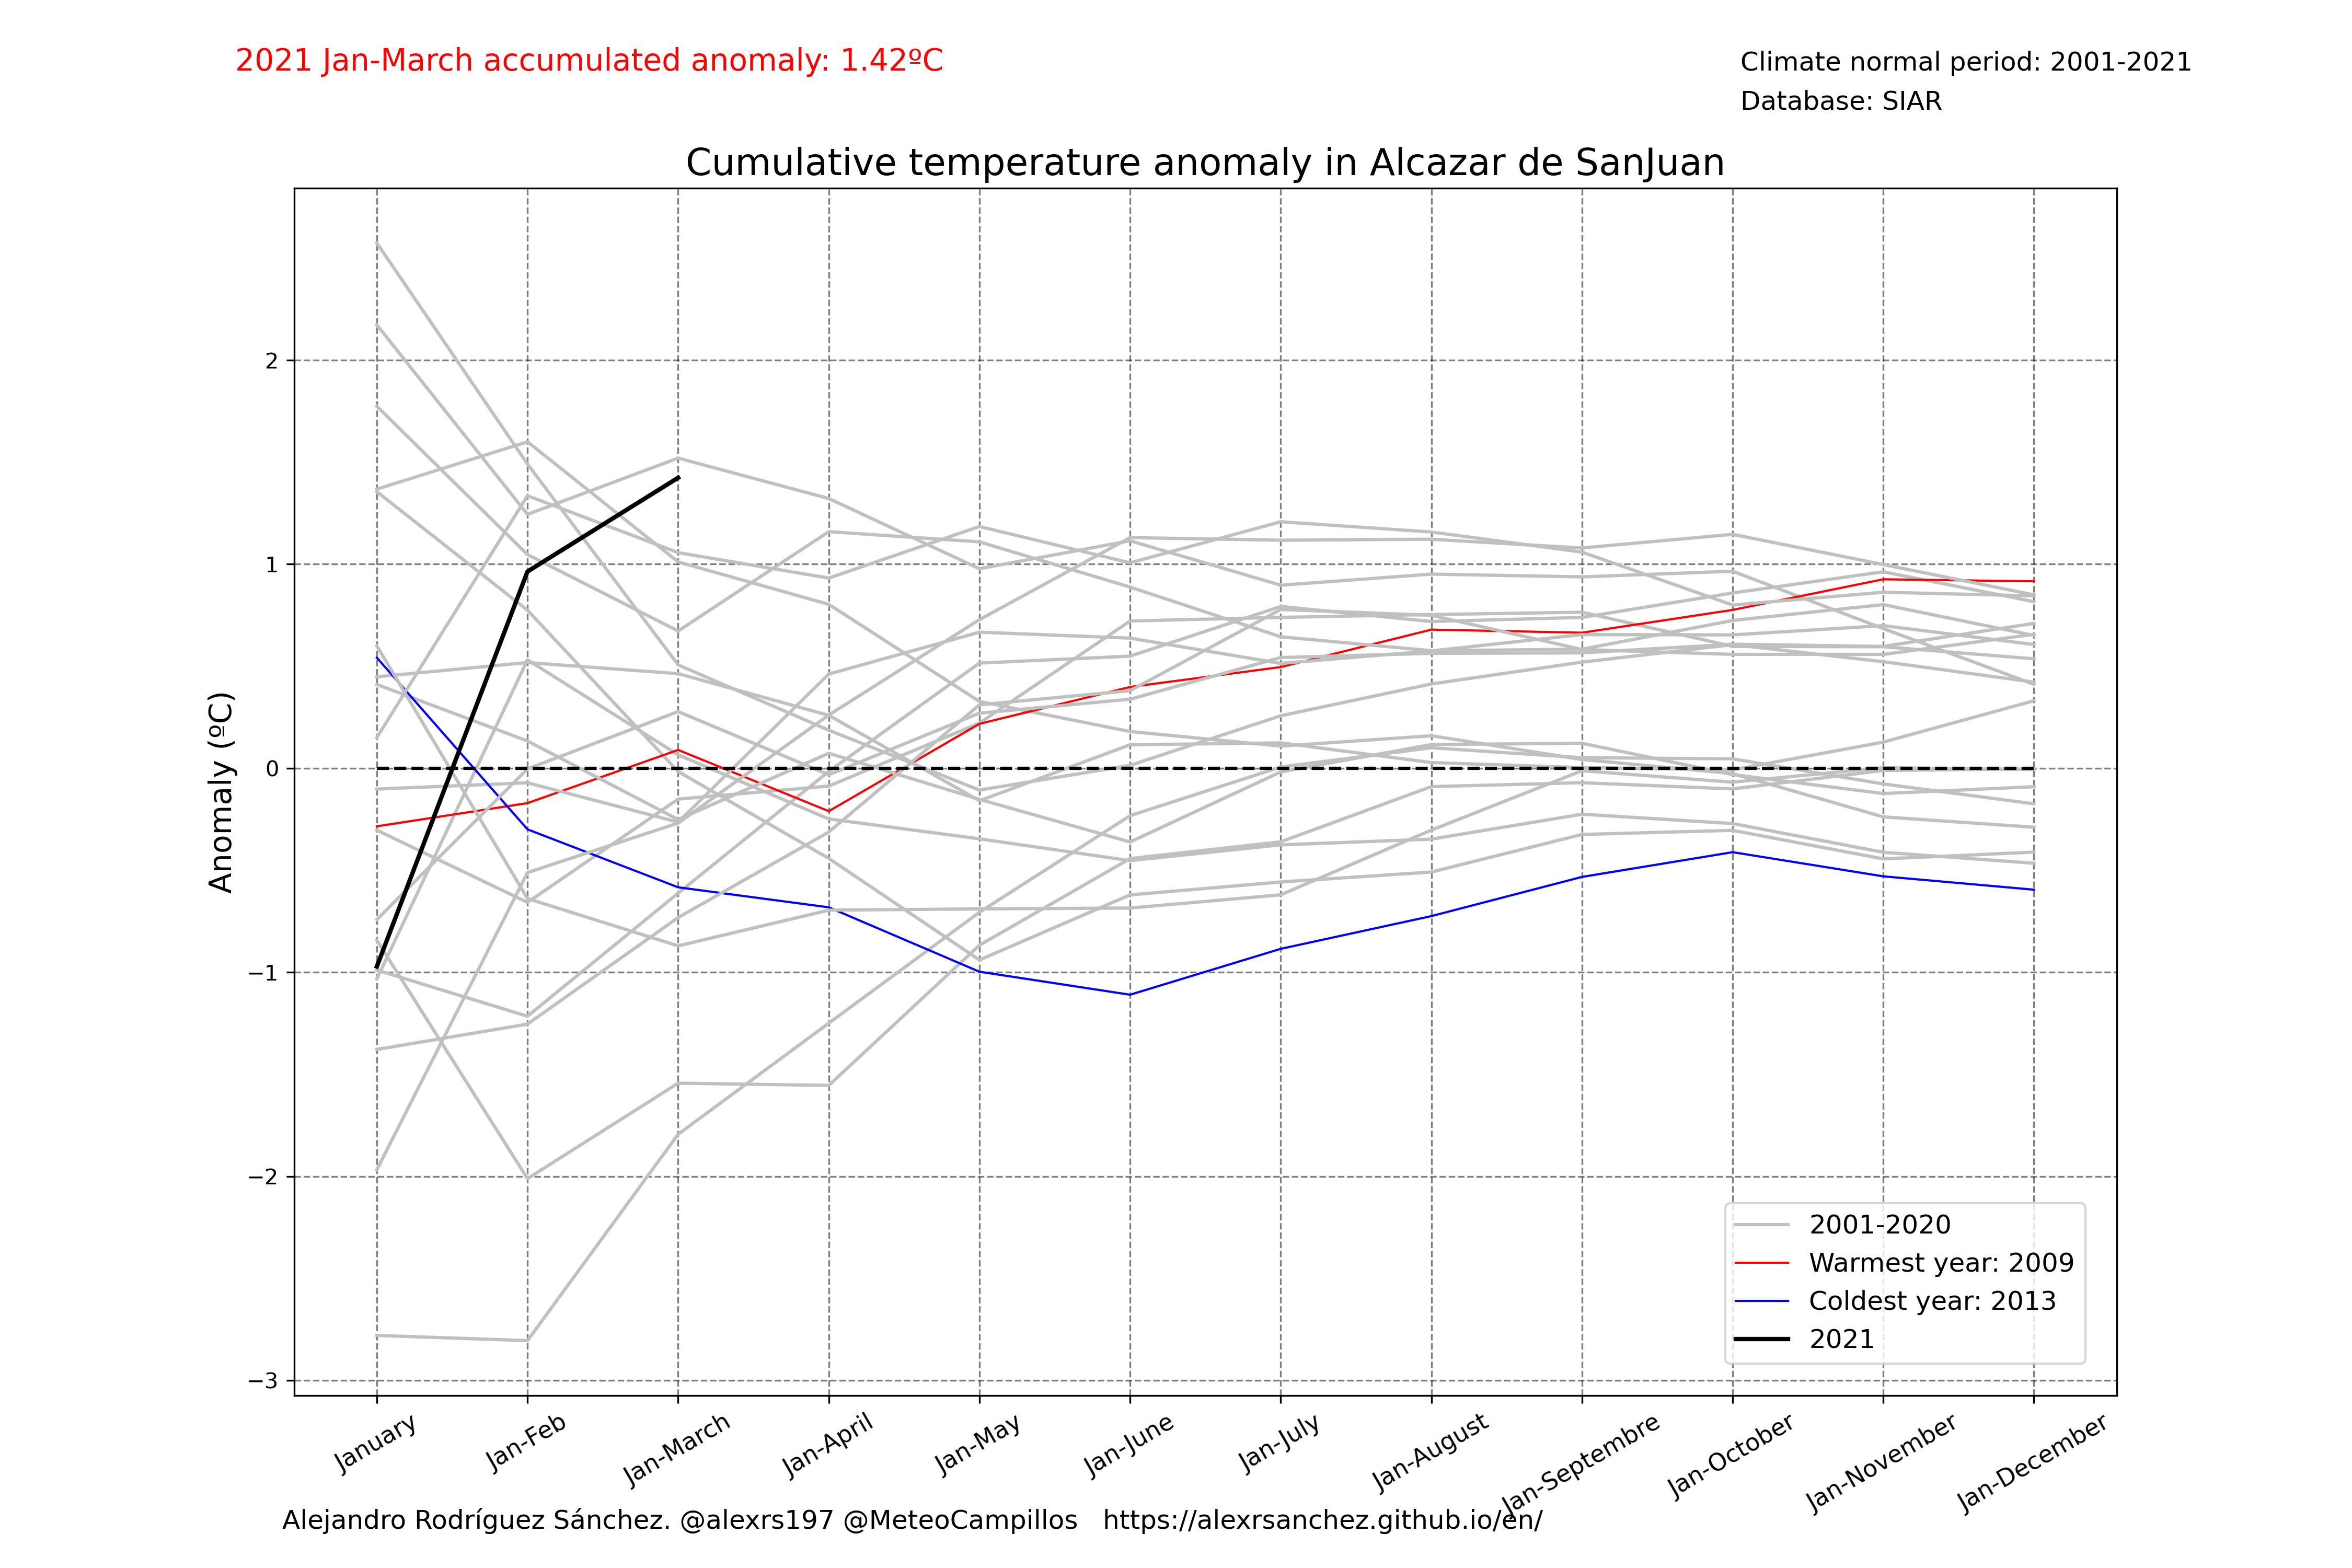 2021 Jan-March accumulated anomaly: 1.42ºC
Climate normal period: 2001-2021
Database: SIAR
Cumulative temperature anomaly in Alcazar de SanJuan
Anomaly (ºC)
2
1
0
−1
−2
−3
2001-2020
Warmest year: 2009
Coldest year: 2013
2021
January
Jan-Feb
Jan-March
Jan-April
Jan-May
Jan-June
Jan-July
Jan-August
Jan-Septembre
Jan-October
Jan-November
Jan-December
Alejandro Rodríguez Sánchez. @alexrs197 @MeteoCampillos   https://alexrsanchez.github.io/en/